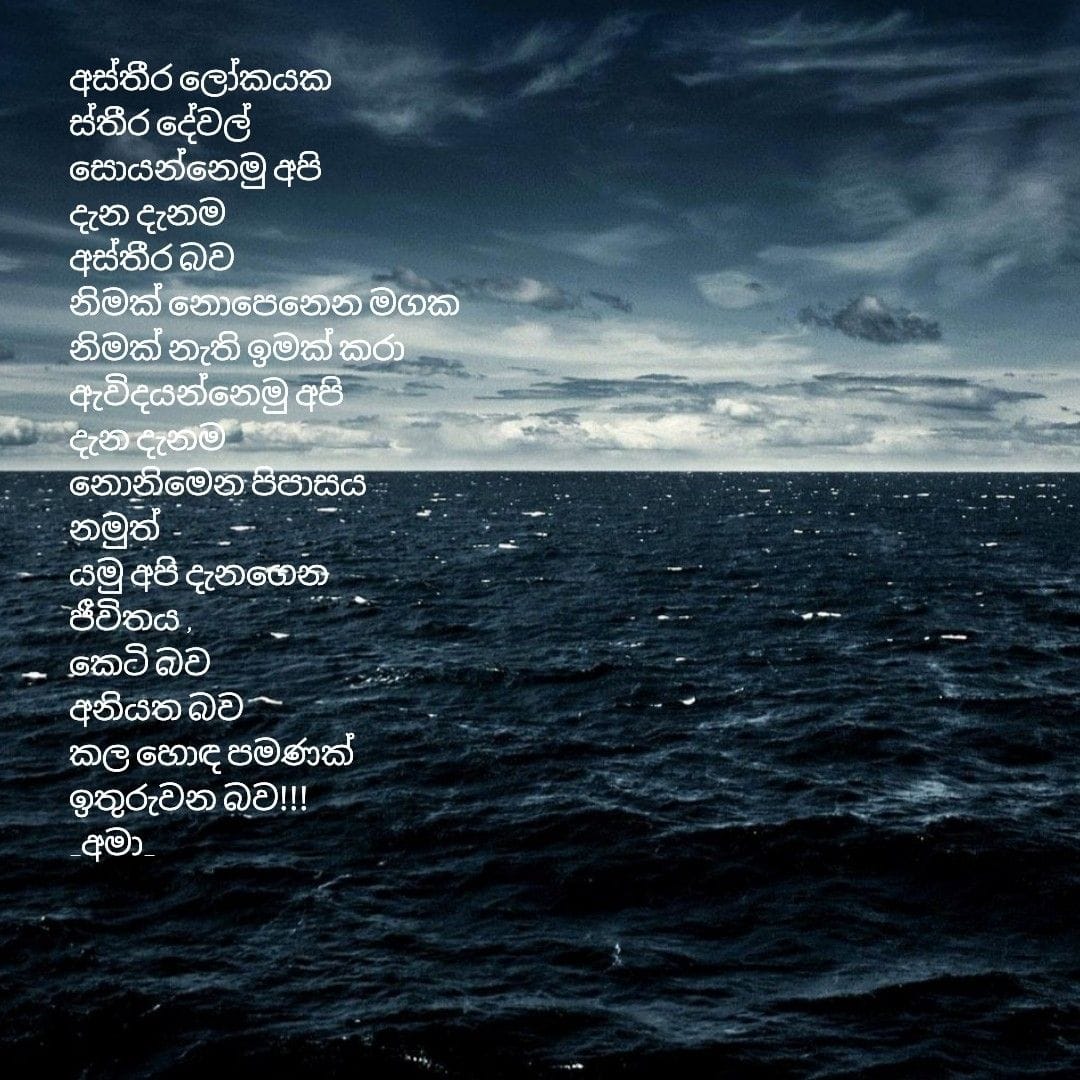 අස්තීර ලෝකයක
ස්තීර දේවල්
සොයන්නෙමු අපි
දැන දැනම
අස්තීර බව
නිමක් නොපෙනෙන මගක
නිමක් නැති ඉමක් කරා
ඇවිදයන්නෙමු අපි
දැන දැනම
නොනිමෙන පිපාසය
නමුත්
යමු අපි දැනගෙන
ජීවිතය ,
කෙටි බව
අනියත බව
කල හොඳ පමණක්
ඉතුරුවන බව!!!
_අමා_